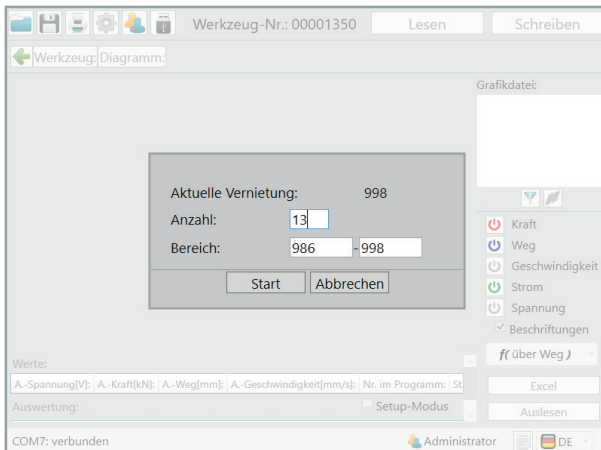 Werkzeug-Nr.: 00001350 Lesen Schreiben
Werkzeug: Diagramm:
Grafikdatei:
Aktuelle Vernietung: 998
Anzahl: 13
Bereich: 986 - 998
Start Abbrechen
Kraft
Weg
Geschwindigkeit
Strom
Spannung
Beschriftungen
f( über Weg )
Werte:
A.-Spannung[V]: A.-Kraft[kN]: A.-Weg[mm]: A.-Geschwindigkeit[mm/s]: Nr. im Programm: St
Excel
Auswertung: Setup-Modus
Auslesen
COM7: verbunden Administrator DE